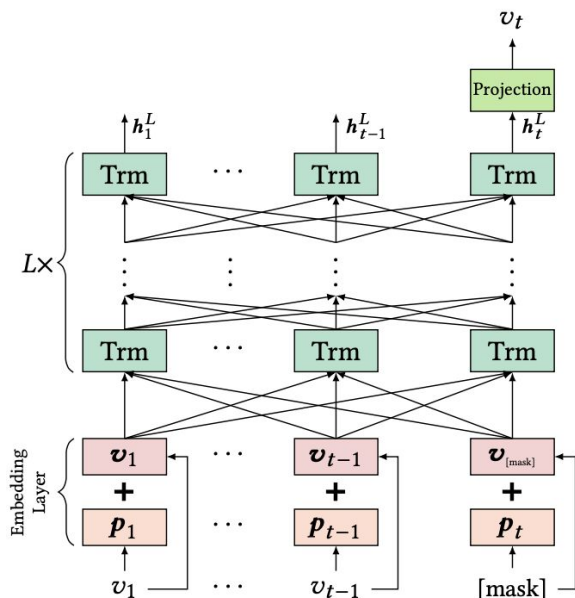 v_t
Projection
h_1^L h_{t-1}^L h_t^L
Trm ... Trm Trm
L×
Trm ... Trm Trm
Embedding
Layer
v_1 ... v_{t-1} v_[mask]
+ + +
p_1 ... p_{t-1} p_t
v_1 ... v_{t-1} [mask]